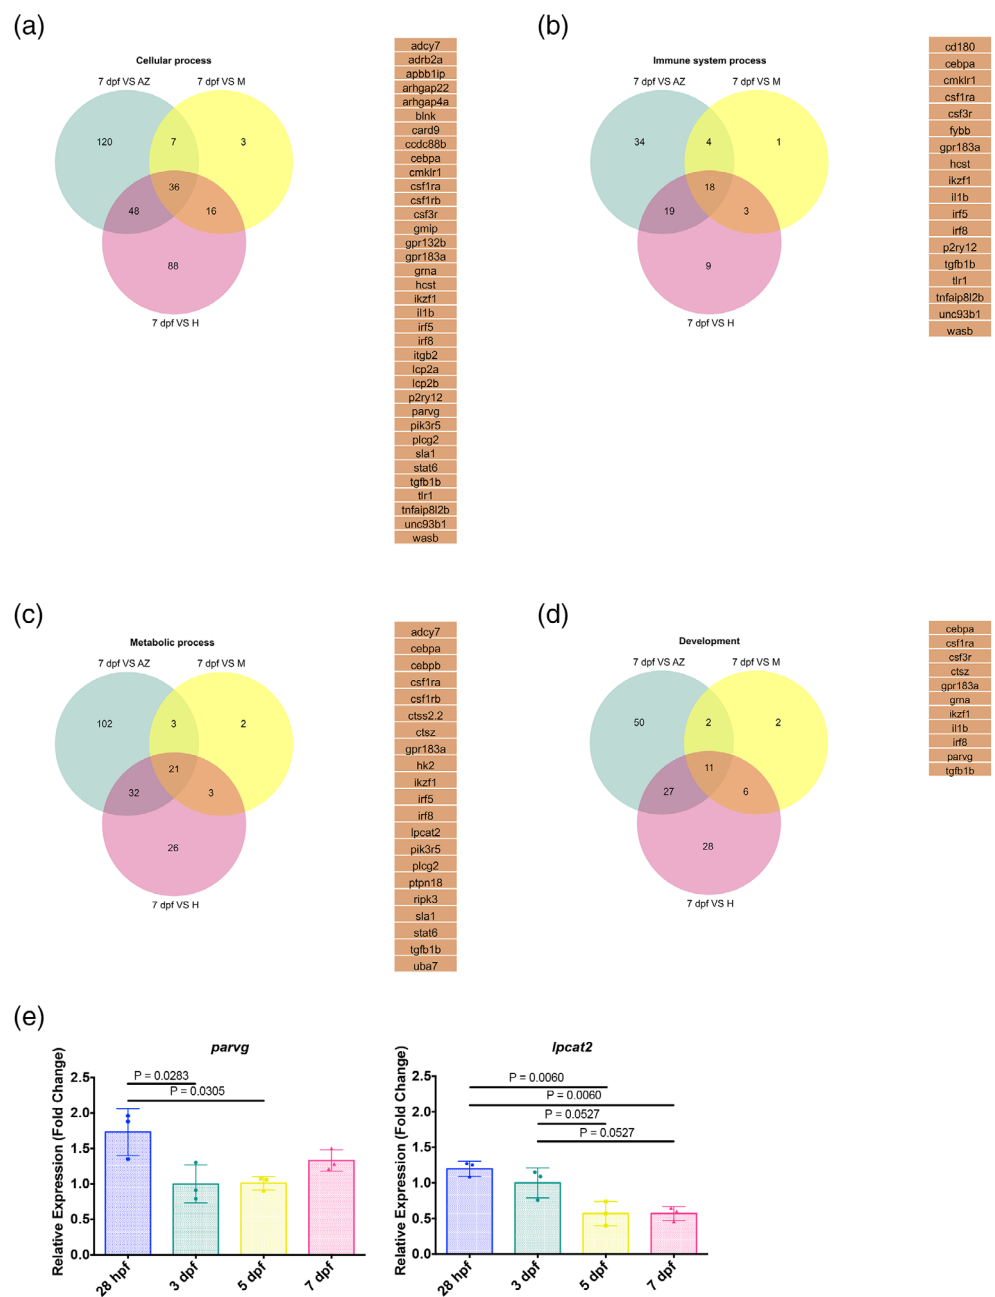 (a)
Cellular process
7 dpf VS AZ
7 dpf VS M
120
7
3
36
48
16
88
7 dpf VS H
adcy7
adrb2a
apbb1ip
arhgap22
arhgap4a
blnk
card9
ccdc88b
cebpa
cmklr1
csf1ra
csf1rb
csf3r
gmip
gpr132b
gpr183a
grna
hcst
ikzf1
il1b
irf5
irf8
itgb2
lcp2a
lcp2b
p2ry12
parvg
pik3r5
plcg2
sla1
stat6
tgfb1b
tlr1
tnfaip8l2b
unc93b1
wasb
(b)
Immune system process
7 dpf VS AZ
7 dpf VS M
34
4
1
18
19
3
9
7 dpf VS H
cd180
cebpa
cmklr1
csf1ra
csf3r
fybb
gpr183a
hcst
ikzf1
il1b
irf5
irf8
p2ry12
tgfb1b
tlr1
tnfaip8l2b
unc93b1
wasb
(c)
Metabolic process
7 dpf VS AZ
7 dpf VS M
102
3
2
21
32
3
26
7 dpf VS H
adcy7
cebpa
cebpb
csf1ra
csf1rb
ctss2.2
ctsz
gpr183a
hk2
ikzf1
irf5
irf8
lpcat2
pik3r5
plcg2
ptpn18
ripk3
sla1
stat6
tgfb1b
uba7
(d)
Development
7 dpf VS AZ
7 dpf VS M
50
2
2
11
27
6
28
7 dpf VS H
cebpa
csf1ra
csf3r
ctsz
gpr183a
grna
ikzf1
il1b
irf8
parvg
tgfb1b
(e)
parvg
Relative Expression (Fold Change)
2.5
2.0
1.5
1.0
0.5
0.0
P = 0.0283
P = 0.0305
28 hpf
3 dpf
5 dpf
7 dpf
lpcat2
Relative Expression (Fold Change)
2.5
2.0
1.5
1.0
0.5
0.0
P = 0.0060
P = 0.0060
P = 0.0527
P = 0.0527
28 hpf
3 dpf
5 dpf
7 dpf